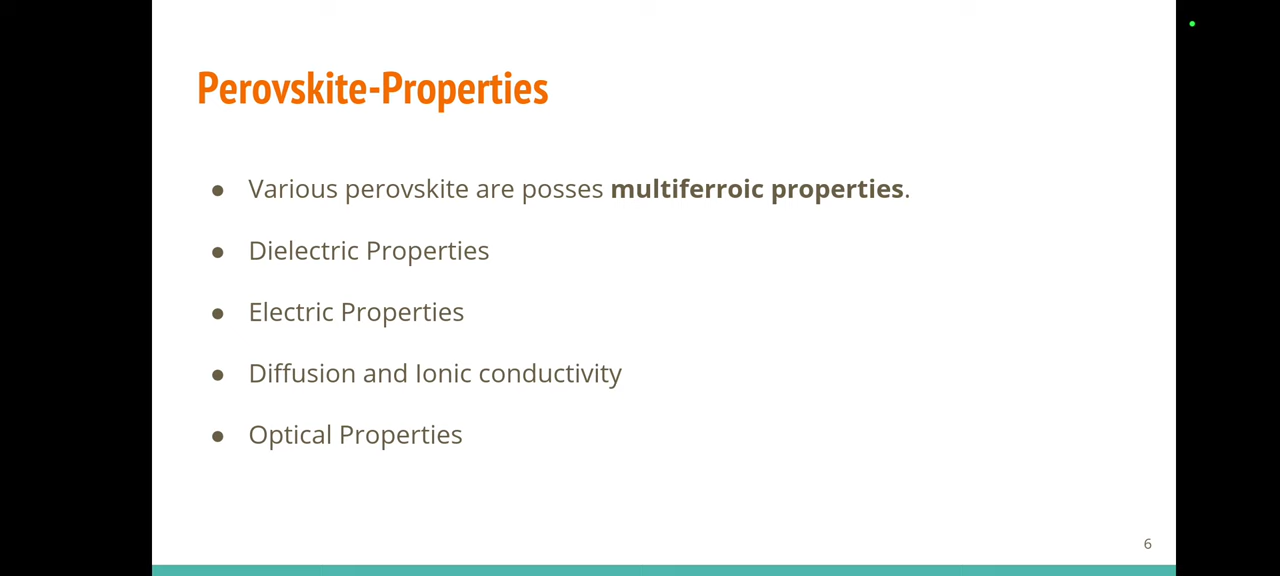 Perovskite-Properties
● Various perovskite are posses multiferroic properties.
● Dielectric Properties
● Electric Properties
● Diffusion and Ionic conductivity
● Optical Properties
6